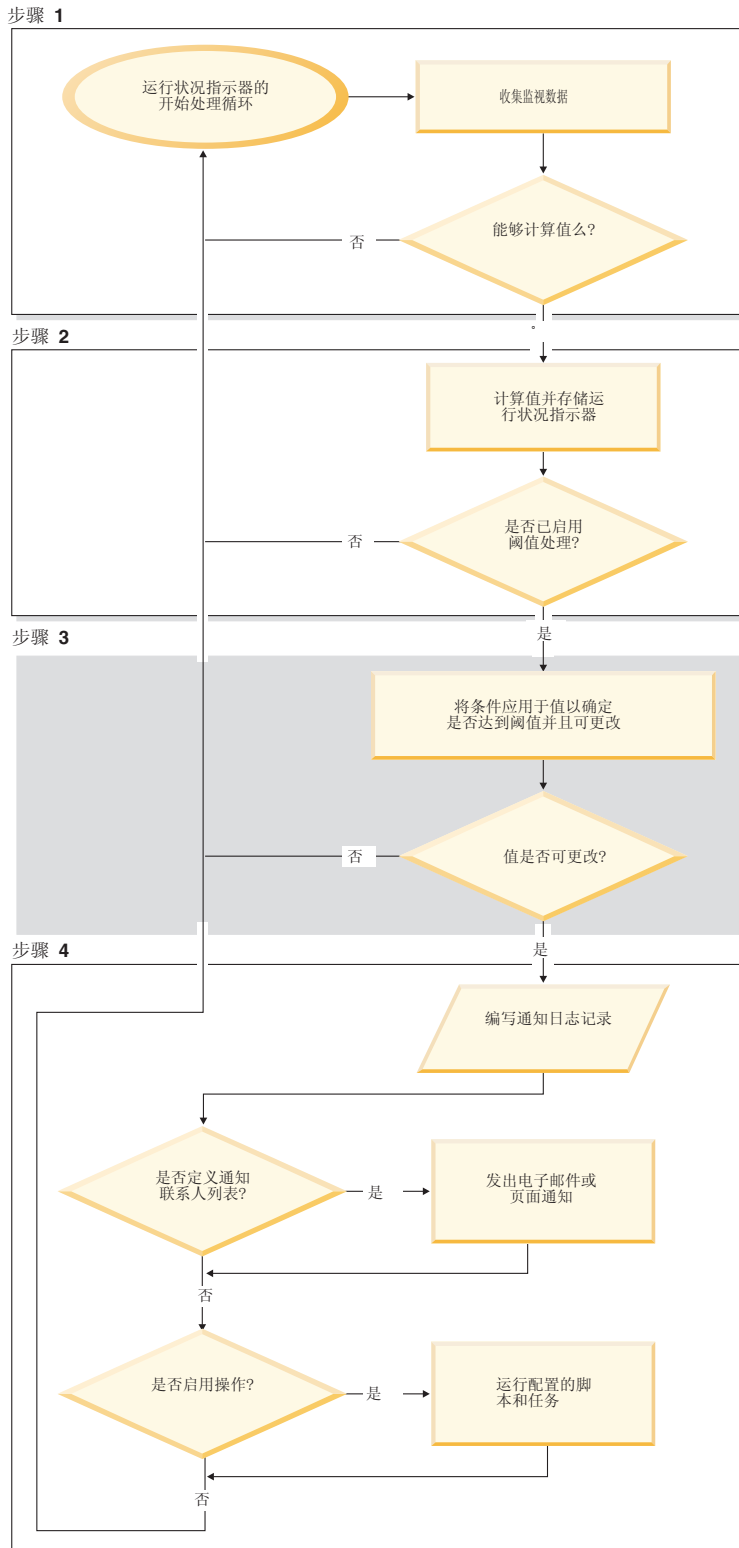 步骤 1
运行状况指示器的
开始处理循环
收集监视数据
能够计算值么?
否
。
步骤 2
计算值并存储运
行状况指示器
是否已启用
阈值处理?
否
是
步骤 3
将条件应用于值以确定
是否达到阈值并且可更改
值是否可更改?
否
是
步骤 4
编写通知日志记录
是否定义通知
联系人列表?
是
发出电子邮件或
页面通知
否
是否启用操作?
是
运行配置的脚
本和任务
否